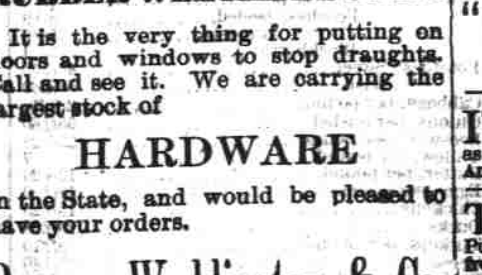 It is the very thing for putting on
oors and windows to stop draughts.
all and see it. We are carrying the
argest stock of
HARDWARE
n the State, and would be pleased to
ave your orders.